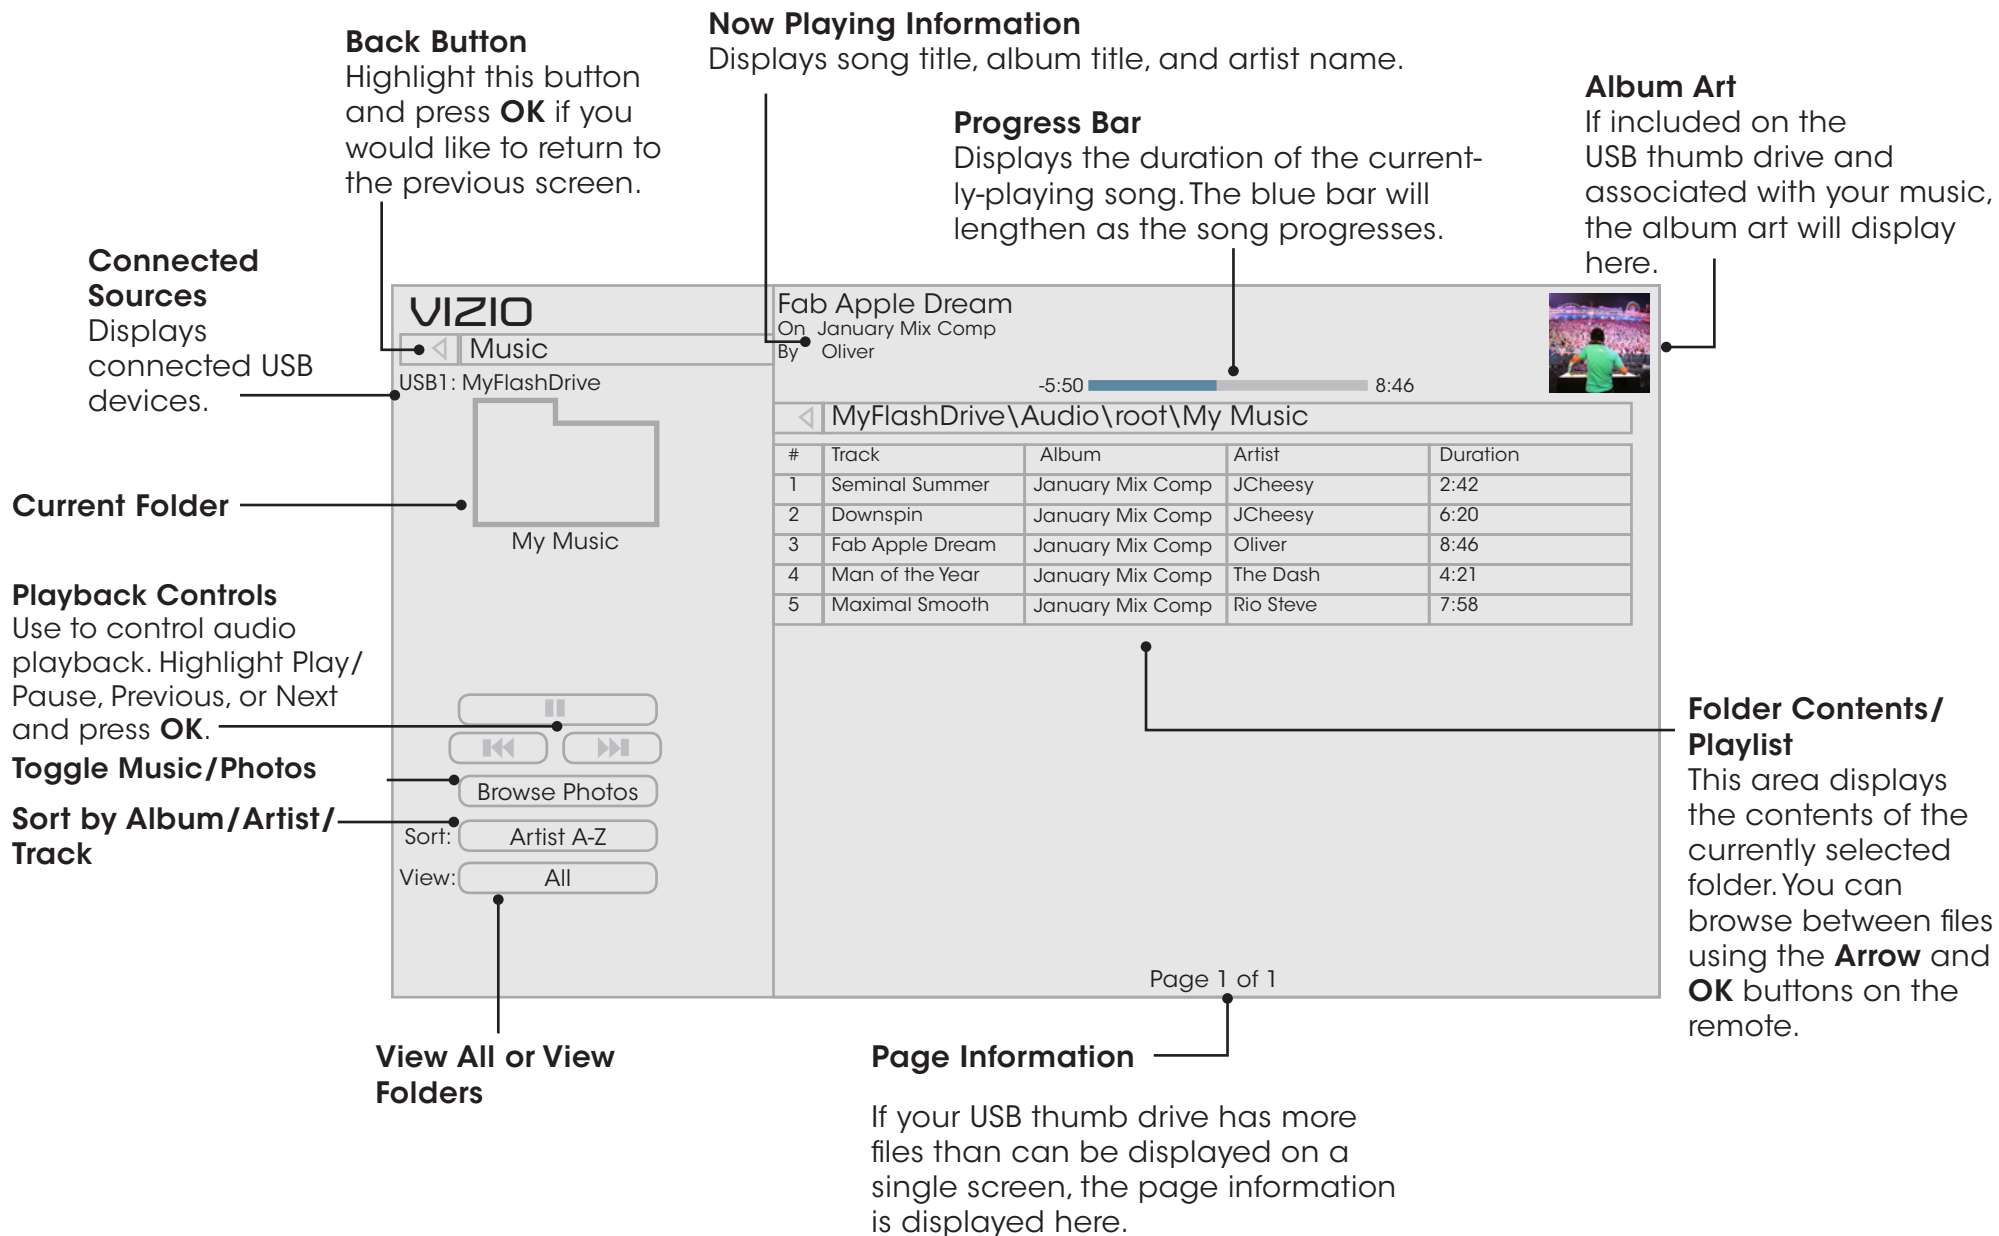 Now Playing Information
Displays song title, album title, and artist name.
Back Button
Highlight this button
and press OK if you
would like to return to
the previous screen.
Progress Bar
Displays the duration of the current-
ly-playing song. The blue bar will
lengthen as the song progresses.
Album Art
If included on the
USB thumb drive and
associated with your music,
the album art will display
here.
Connected
Sources
Displays
connected USB
devices.
Current Folder
Playback Controls
Use to control audio
playback. Highlight Play/
Pause, Previous, or Next
and press OK.
Toggle Music/Photos
Sort by Album/Artist/
Track
VIZIO
Music
USB1: MyFlashDrive
My Music
Browse Photos
Sort: Artist A-Z
View: All
Fab Apple Dream
On January Mix Comp
By Oliver
-5:50 8:46
MyFlashDrive\Audio\root\My Music
# Track Album Artist Duration
1 Seminal Summer January Mix Comp JCheesy 2:42
2 Downspin January Mix Comp JCheesy 6:20
3 Fab Apple Dream January Mix Comp Oliver 8:46
4 Man of the Year January Mix Comp The Dash 4:21
5 Maximal Smooth January Mix Comp Rio Steve 7:58
Page 1 of 1
Folder Contents/
Playlist
This area displays
the contents of the
currently selected
folder. You can
browse between files
using the Arrow and
OK buttons on the
remote.
View All or View
Folders
Page Information
If your USB thumb drive has more
files than can be displayed on a
single screen, the page information
is displayed here.